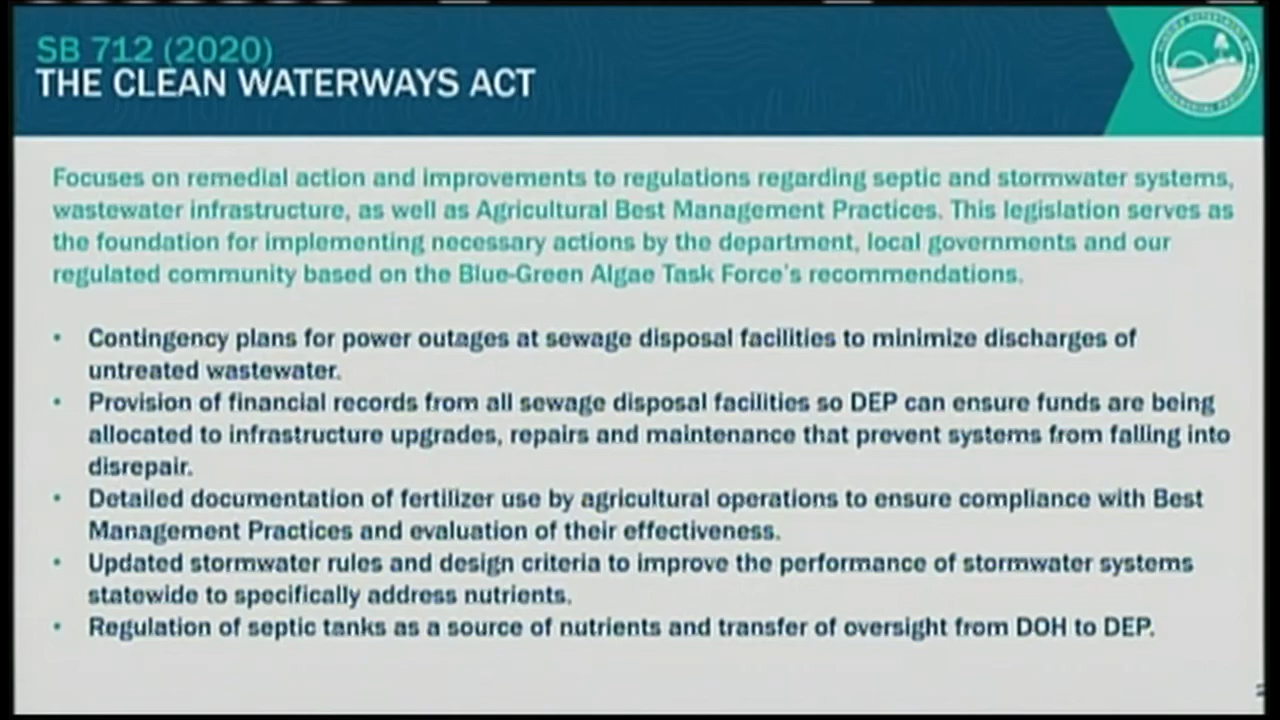 SB 712 (2020)
THE CLEAN WATERWAYS ACT
Focuses on remedial action and improvements to regulations regarding septic and stormwater systems,
wastewater infrastructure, as well as Agricultural Best Management Practices. This legislation serves as
the foundation for implementing necessary actions by the department, local governments and our
regulated community based on the Blue-Green Algae Task Force's recommendations.
• Contingency plans for power outages at sewage disposal facilities to minimize discharges of
untreated wastewater.
• Provision of financial records from all sewage disposal facilities so DEP can ensure funds are being
allocated to infrastructure upgrades, repairs and maintenance that prevent systems from falling into
disrepair.
• Detailed documentation of fertilizer use by agricultural operations to ensure compliance with Best
Management Practices and evaluation of their effectiveness.
• Updated stormwater rules and design criteria to improve the performance of stormwater systems
statewide to specifically address nutrients.
• Regulation of septic tanks as a source of nutrients and transfer of oversight from DOH to DEP.